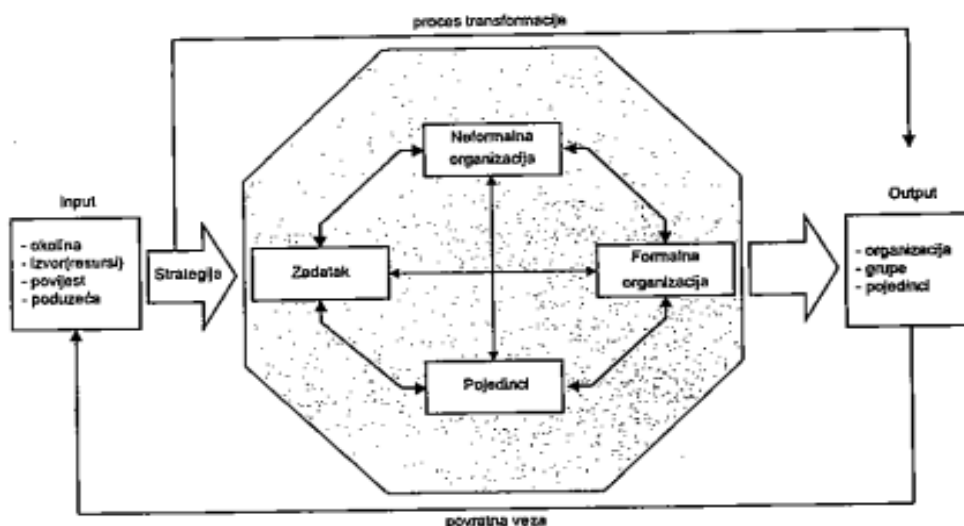 proces transformacije
Neformalna
organizacija
Input
- okolina
- izvor(resursi)
- povijest
- poduzeća
Strategija
Zadatak
Formalna
organizacija
Pojedinci
Output
- organizacija
- grupe
- pojedinci
povratna veza